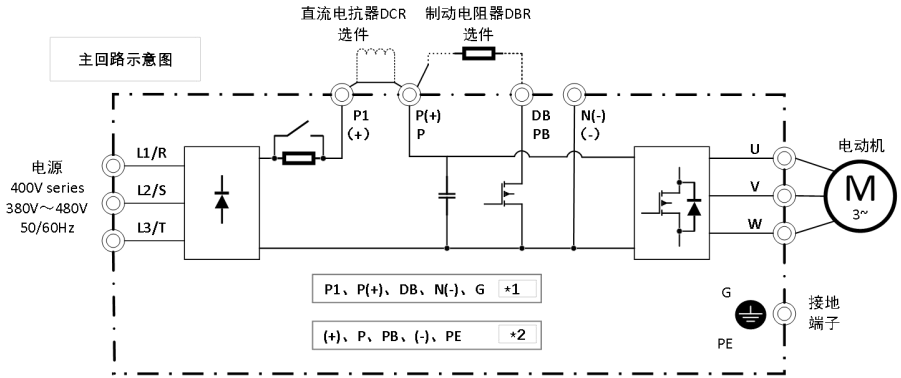 直流电抗器DCR
选件
制动电阻器DBR
选件
主回路示意图
P1
(+)
P(+)
P
DB
PB
N(-)
(-)
电源
400V series
380V～480V
50/60Hz
L1/R
L2/S
L3/T
U
V
W
电动机
M
3~
P1、P(+)、DB、N(-)、G *1
(+)、P、PB、(-)、PE *2
G
PE
接地
端子